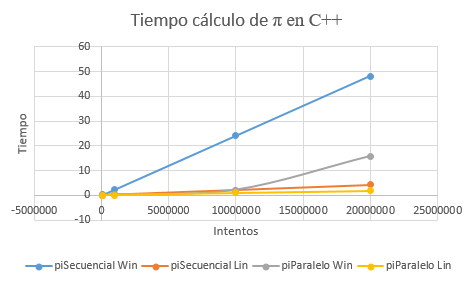 Tiempo cálculo de π en C++
60
50
40
30
20
10
0
-10
Tiempo
-5000000 0 5000000 10000000 15000000 20000000 25000000
Intentos
piSecuencial Win piSecuencial Lin piParalelo Win piParalelo Lin